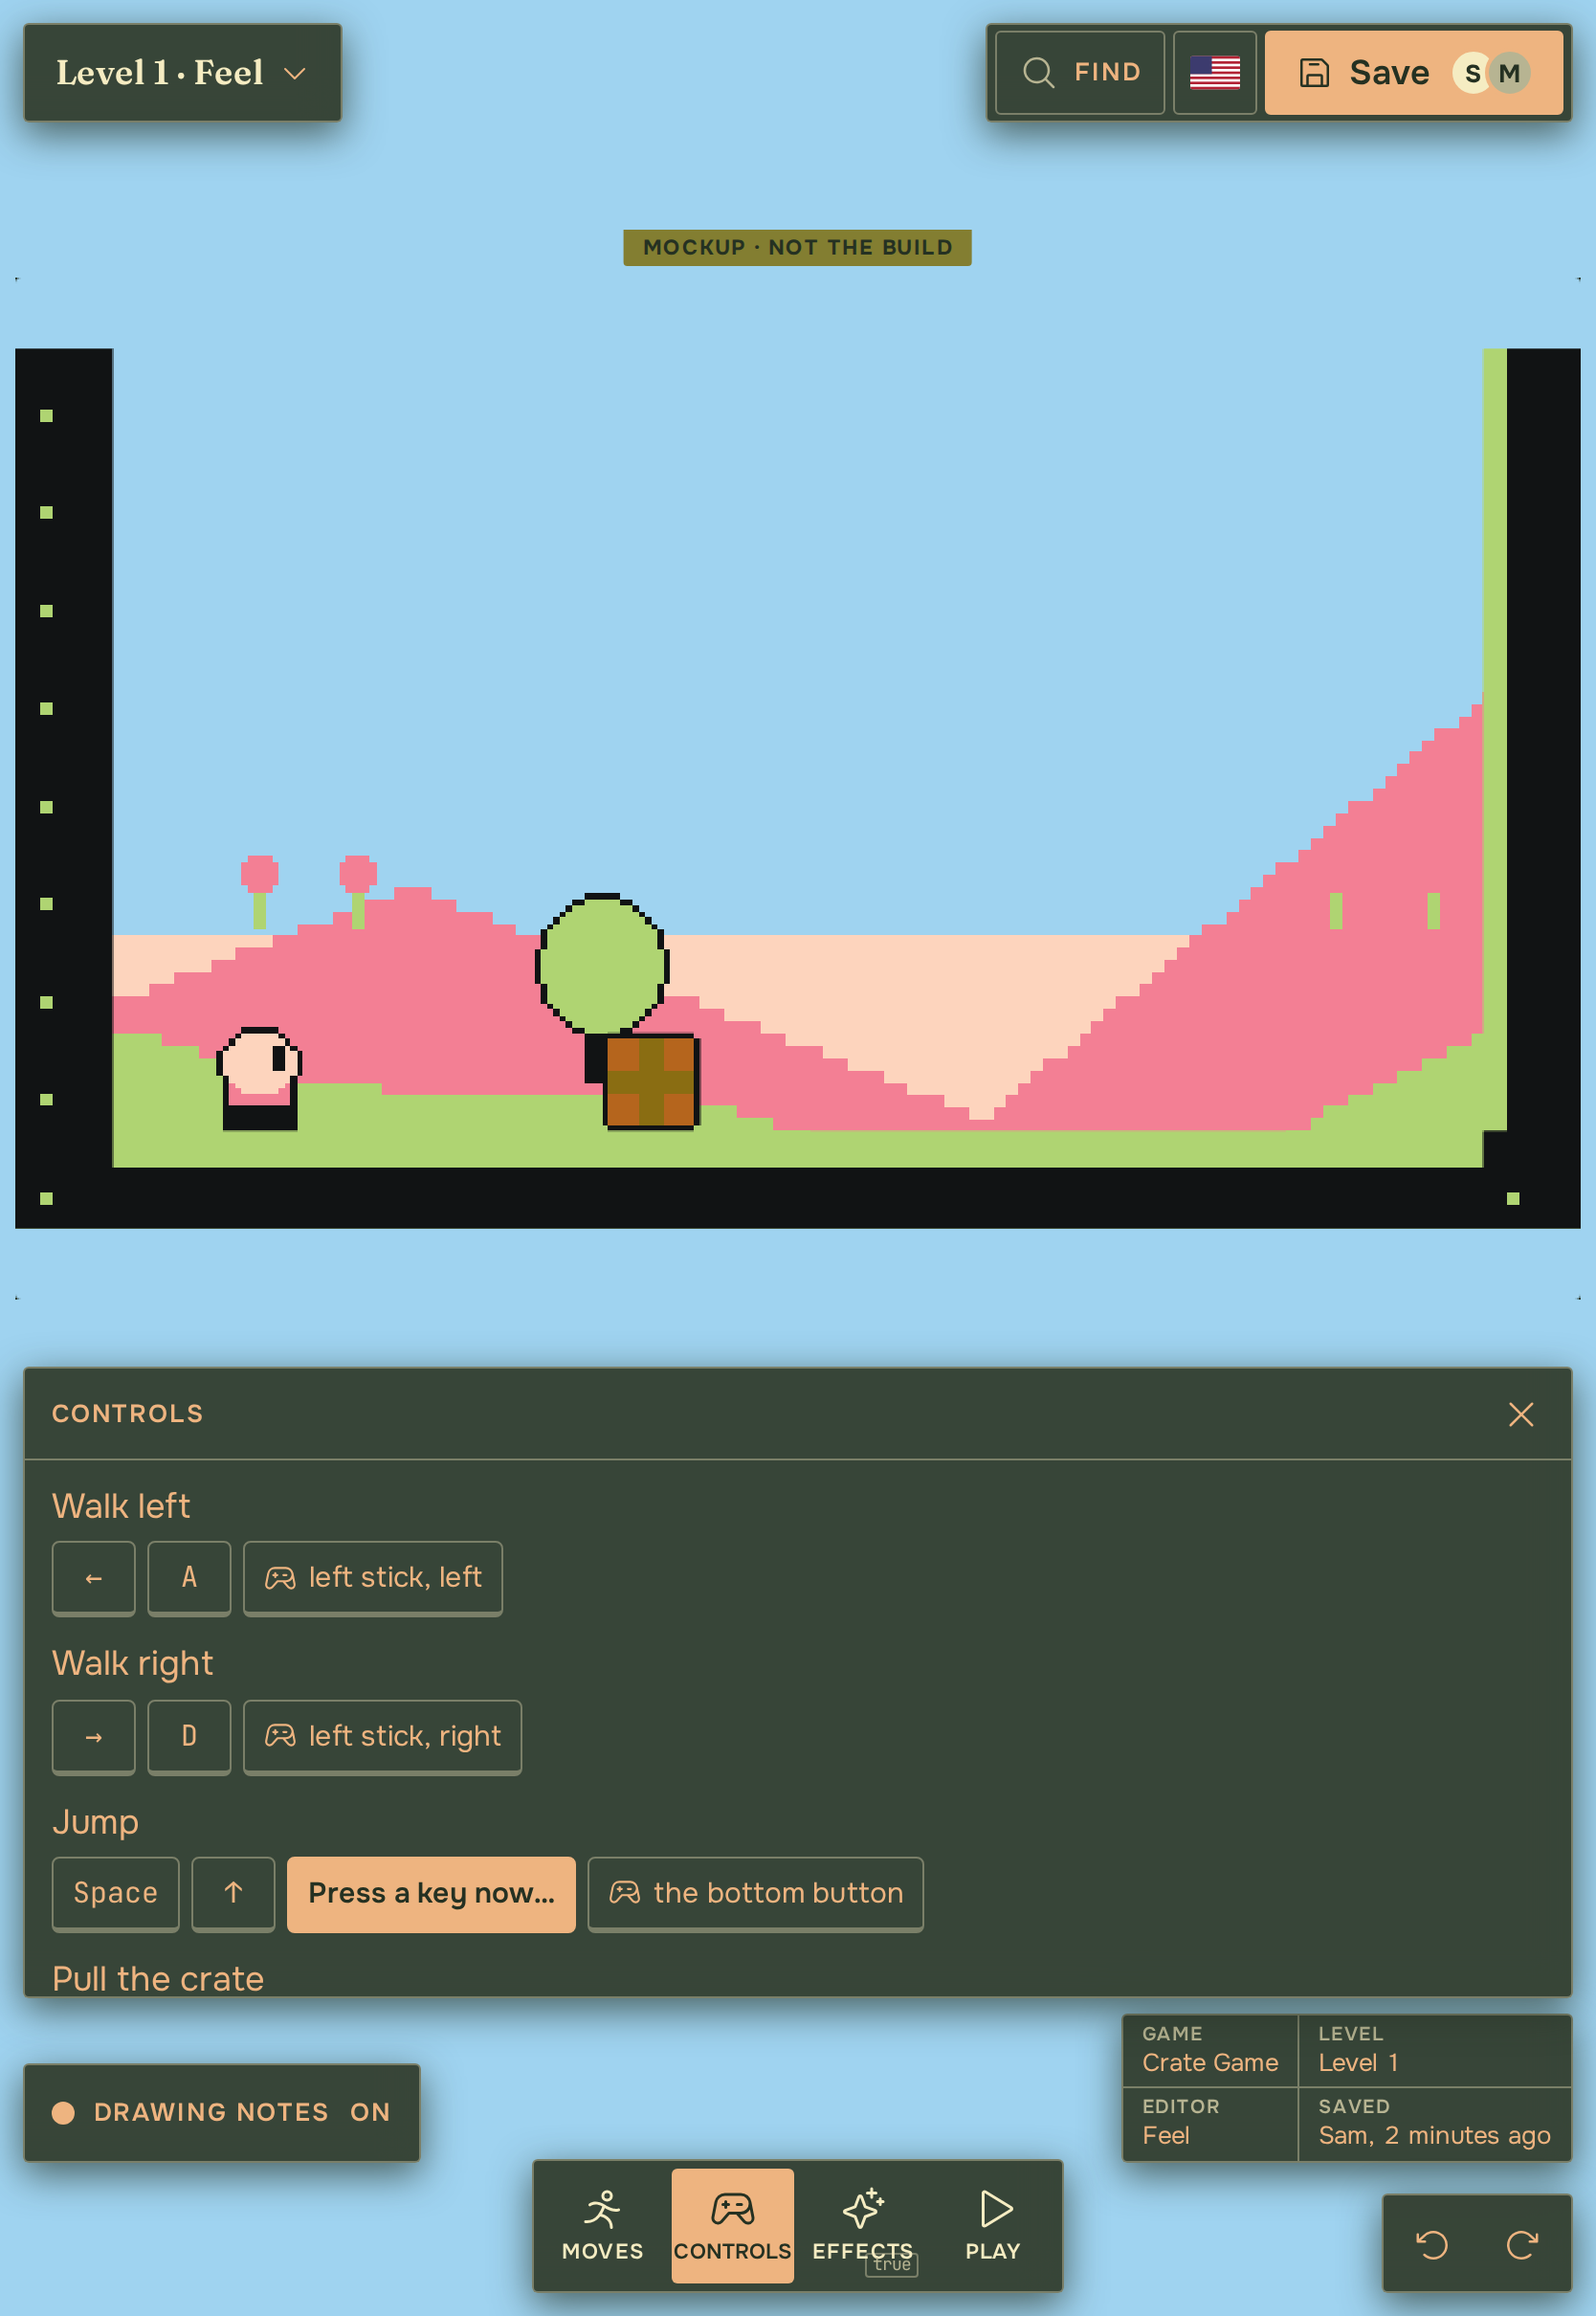 Level 1 · Feel
FIND
Save
S
M
MOCKUP · NOT THE BUILD
CONTROLS
Walk left
←
A
left stick, left
Walk right
→
D
left stick, right
Jump
Space
↑
Press a key now...
the bottom button
Pull the crate
GAME
Crate Game
LEVEL
Level 1
EDITOR
Feel
SAVED
Sam, 2 minutes ago
DRAWING NOTES ON
MOVES
CONTROLS
EFFECTS
true
PLAY